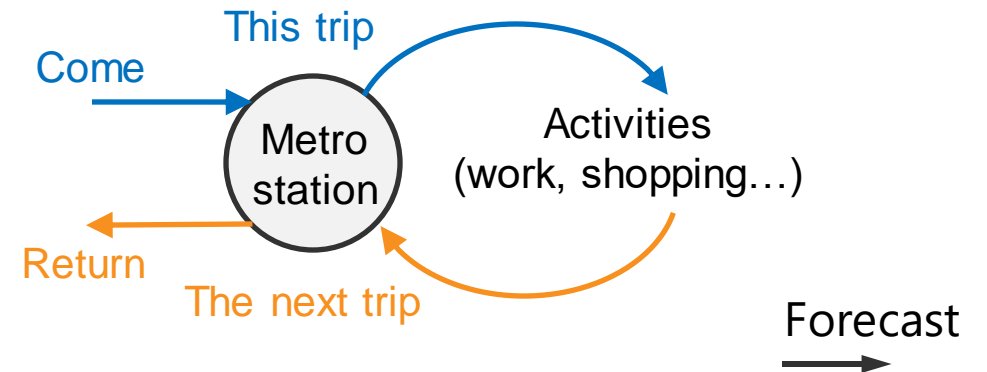 This trip
Come
Metro
station
Activities
(work, shopping…)
Return
The next trip
Forecast